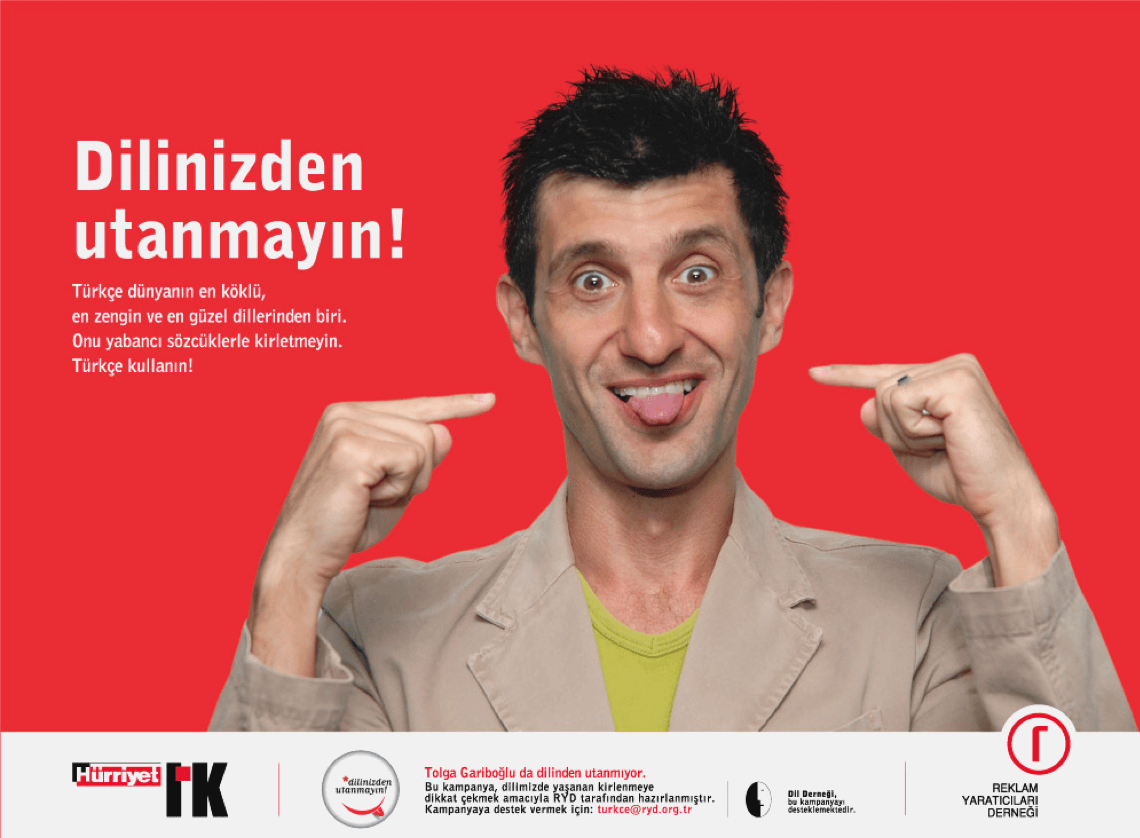 Dilinizden
utanmayın!
Türkçe dünyanın en köklü,
en zengin ve en güzel dillerinden biri.
Onu yabancı sözcüklerle kirletmeyin.
Türkçe kullanın!
Hürriyet
İK
*dilinizden
utanmayın!
Tolga Gariboğlu da dilinden utanmıyor.
Bu kampanya, dilimizde yaşanan kirlenmeye
dikkat çekmek amacıyla RYD tarafından hazırlanmıştır.
Kampanyaya destek vermek için: turkce@ryd.org.tr
Dil Derneği,
bu kampanyayı
desteklemektedir.
r
REKLAM
YARATICILARI
DERNEĞİ